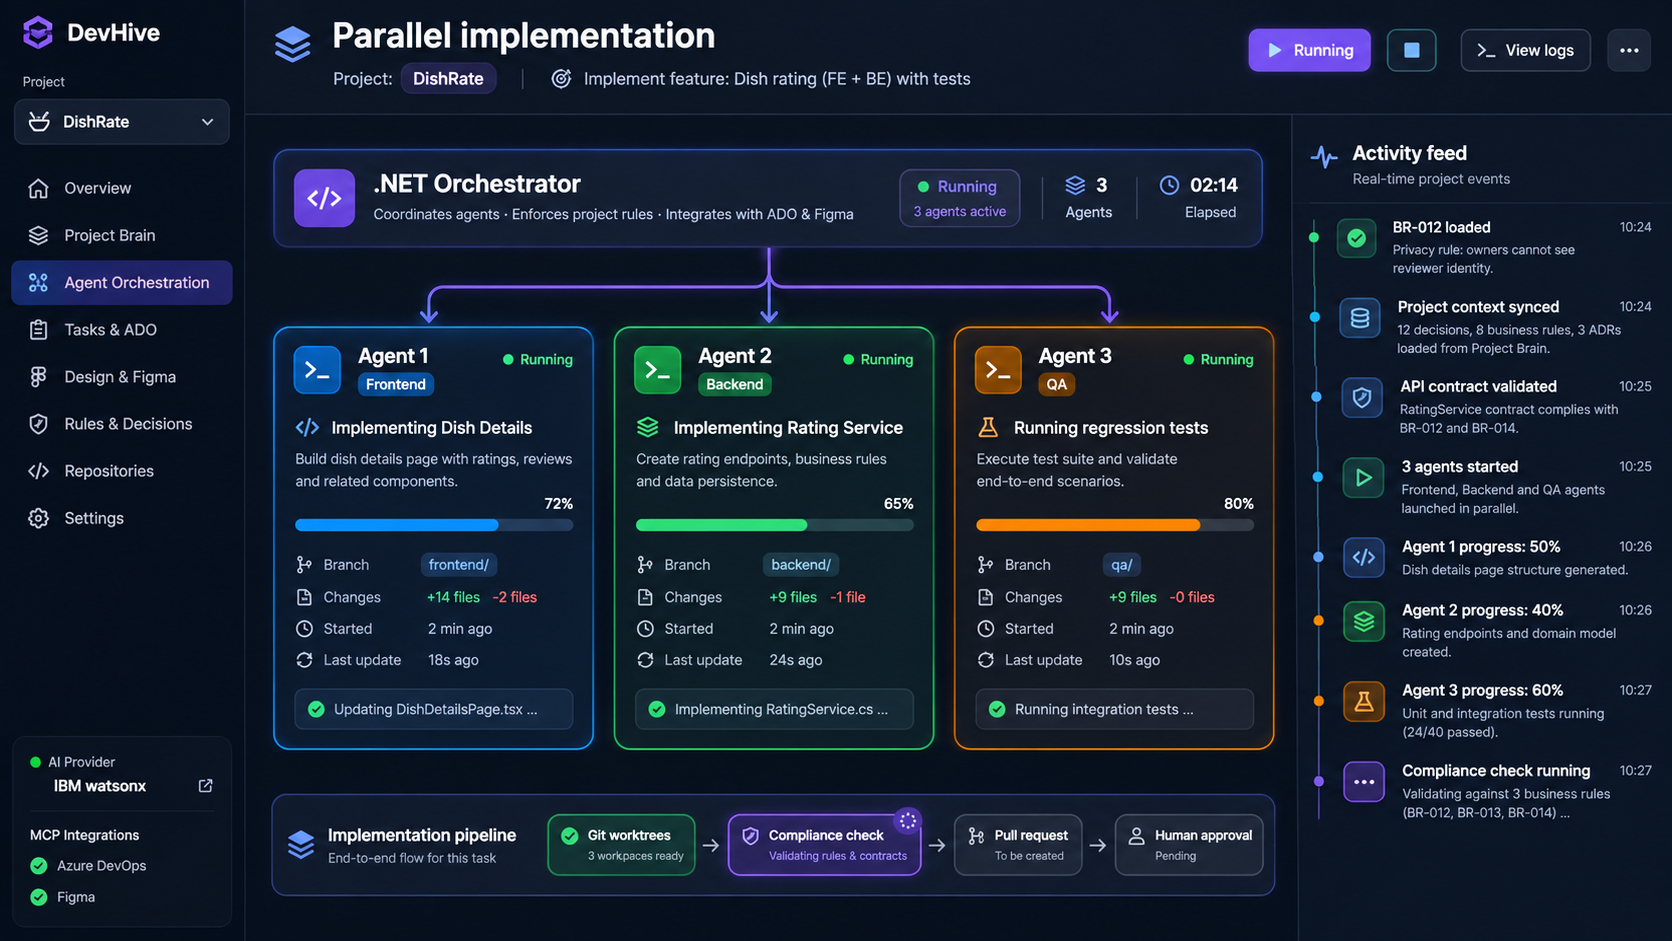 DevHive
Project
DishRate
Overview
Project Brain
Agent Orchestration
Tasks & ADO
Design & Figma
Rules & Decisions
Repositories
Settings
AI Provider
IBM watsonx
MCP Integrations
Azure DevOps
Figma
Parallel implementation
Project: DishRate
Implement feature: Dish rating (FE + BE) with tests
Running
View logs
.NET Orchestrator
Coordinates agents · Enforces project rules · Integrates with ADO & Figma
Running
3 agents active
3
Agents
02:14
Elapsed
Agent 1
Running
Frontend
Implementing Dish Details
Build dish details page with ratings, reviews
and related components.
72%
Branch frontend/
Changes +14 files -2 files
Started 2 min ago
Last update 18s ago
Updating DishDetailsPage.tsx ...
Agent 2
Running
Backend
Implementing Rating Service
Create rating endpoints, business rules
and data persistence.
65%
Branch backend/
Changes +9 files -1 file
Started 2 min ago
Last update 24s ago
Implementing RatingService.cs ...
Agent 3
Running
QA
Running regression tests
Execute test suite and validate
end-to-end scenarios.
80%
Branch qa/
Changes +9 files -0 files
Started 2 min ago
Last update 10s ago
Running integration tests ...
Implementation pipeline
End-to-end flow for this task
Git worktrees
3 workpaces ready
Compliance check
Validating rules & contracts
Pull request
To be created
Human approval
Pending
Activity feed
Real-time project events
BR-012 loaded 10:24
Privacy rule: owners cannot see
reviewer identity.
Project context synced 10:24
12 decisions, 8 business rules, 3 ADRs
loaded from Project Brain.
API contract validated 10:25
RatingService contract complies with
BR-012 and BR-014.
3 agents started 10:25
Frontend, Backend and QA agents
launched in parallel.
Agent 1 progress: 50% 10:26
Dish details page structure generated.
Agent 2 progress: 40% 10:26
Rating endpoints and domain model
created.
Agent 3 progress: 60% 10:27
Unit and integration tests running
(24/40 passed).
Compliance check running 10:27
Validating against 3 business rules
(BR-012, BR-013, BR-014) ...